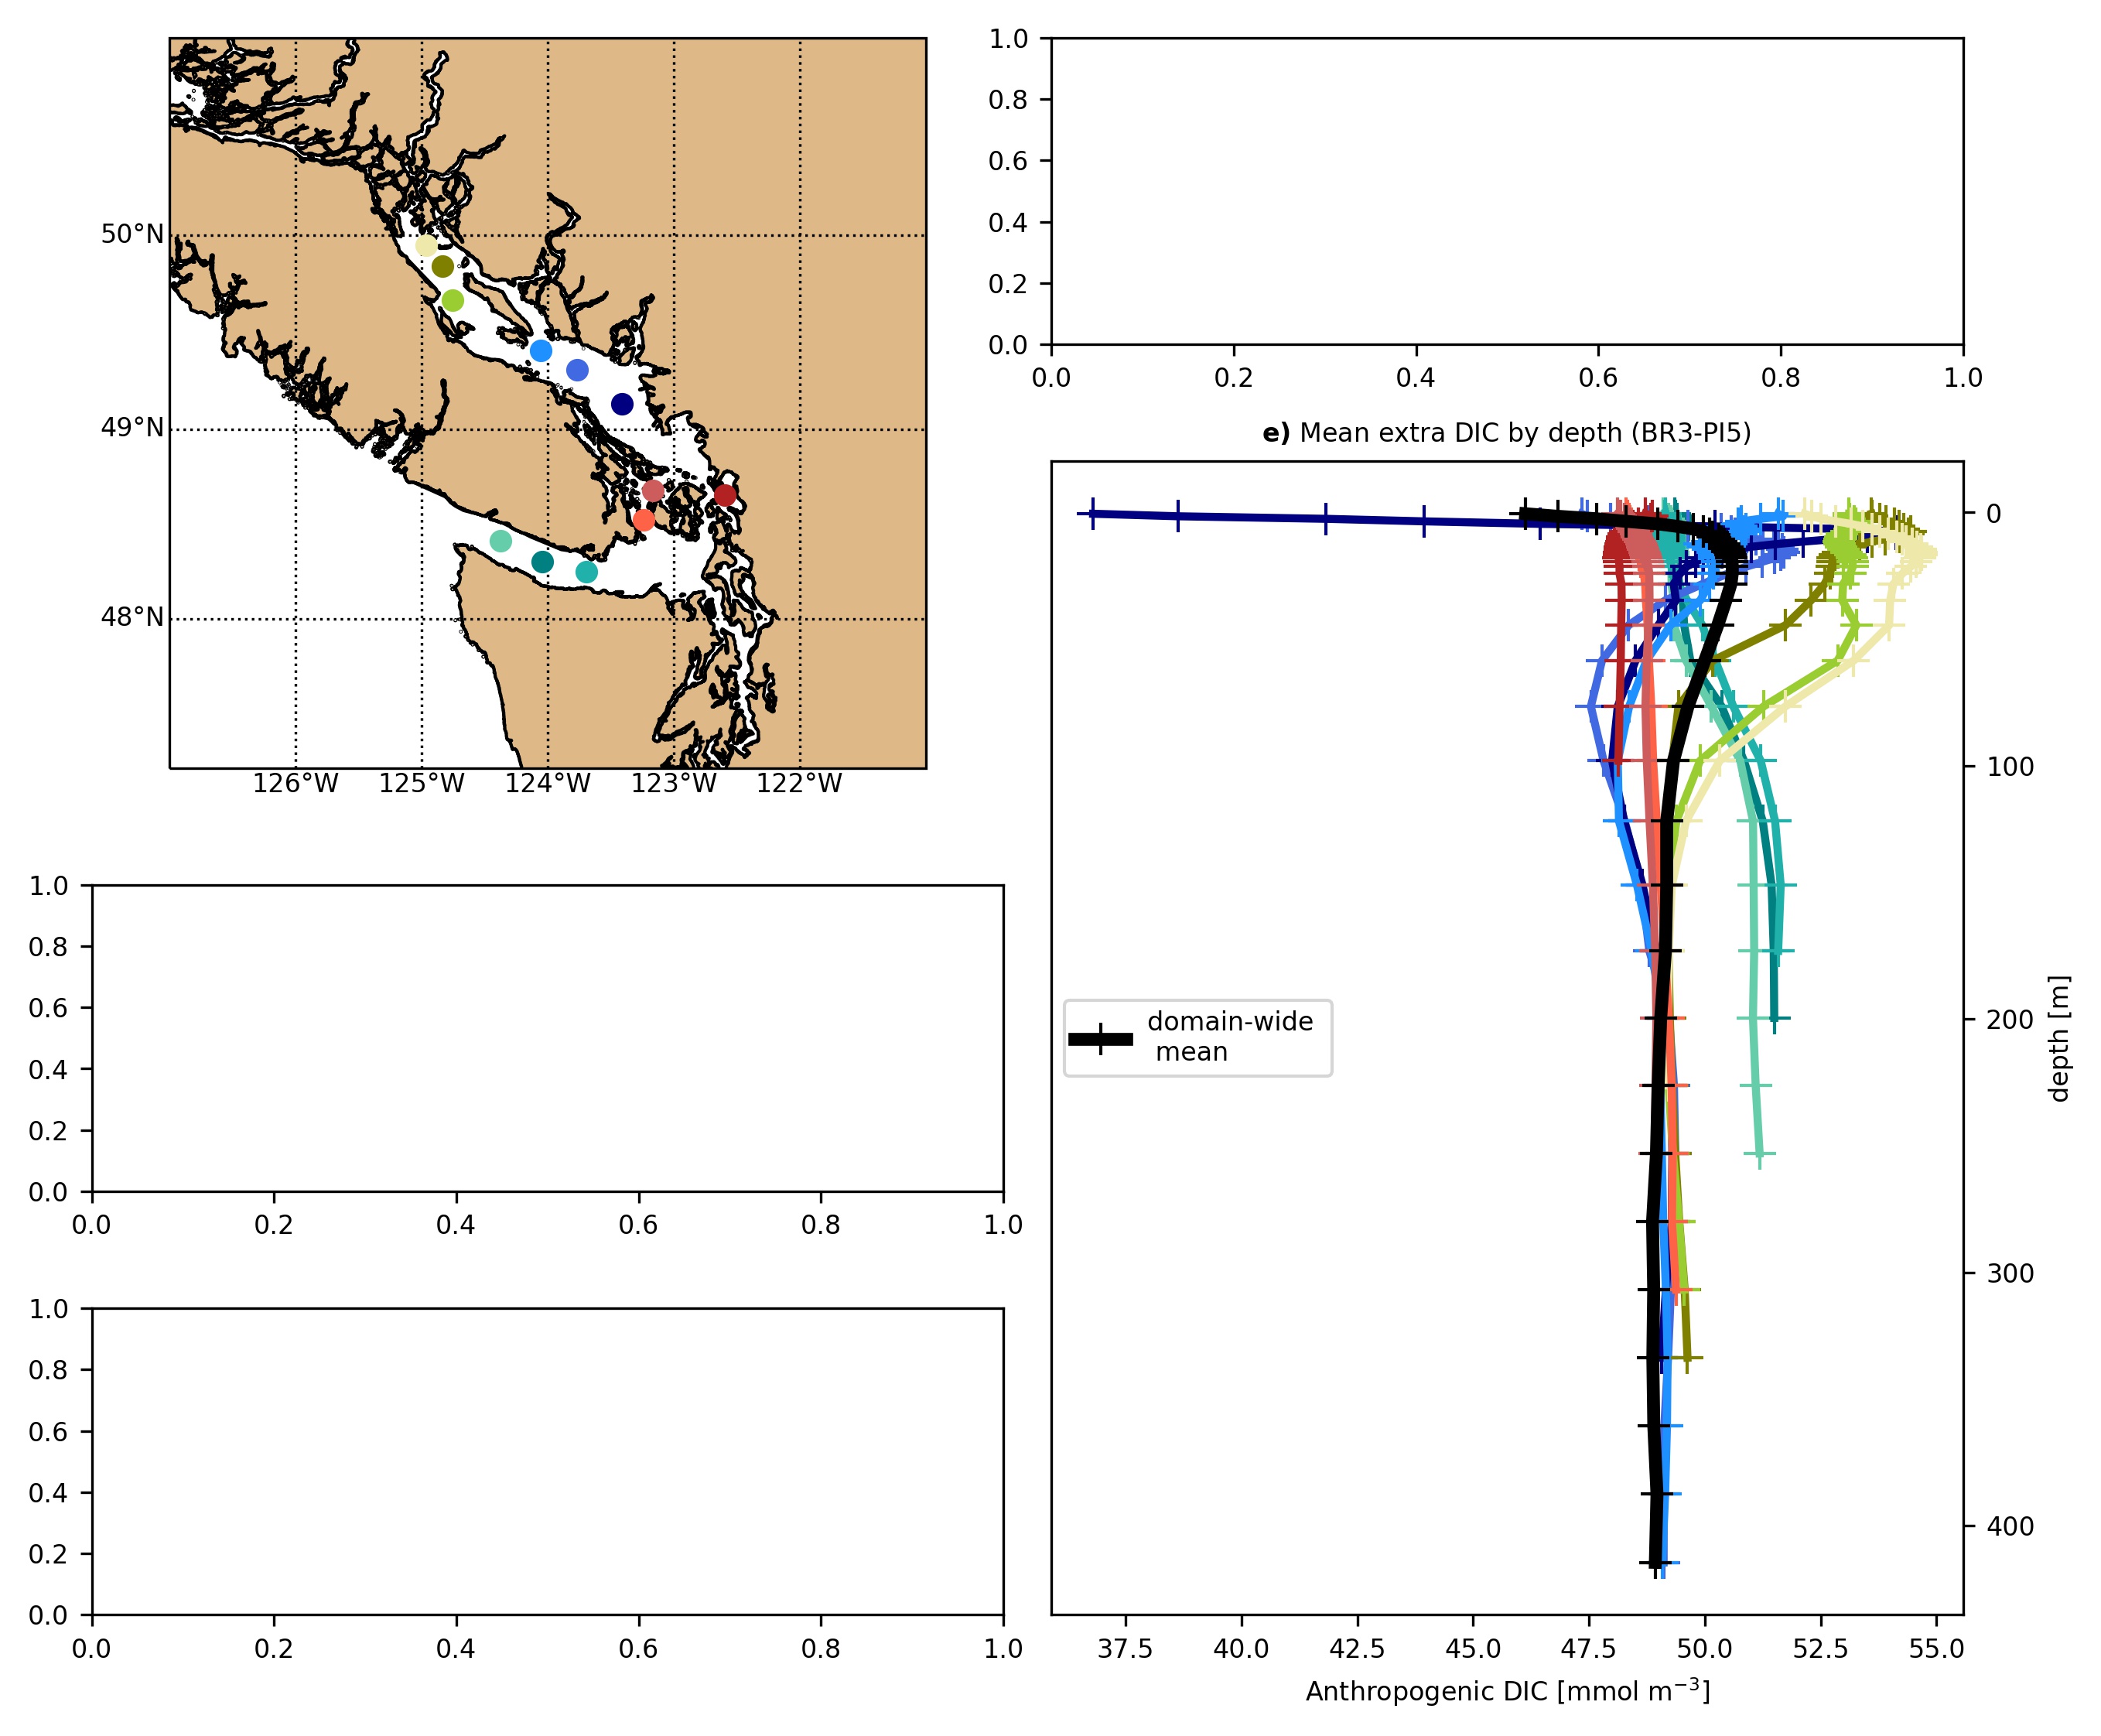 50°N
49°N
48°N
126°W 125°W 124°W 123°W 122°W
1.0
0.8
0.6
0.4
0.2
0.0
0.0 0.2 0.4 0.6 0.8 1.0
e) Mean extra DIC by depth (BR3-PI5)
0
100
200
300
400
depth [m]
domain-wide
mean
37.5 40.0 42.5 45.0 47.5 50.0 52.5 55.0
Anthropogenic DIC [mmol m⁻³]
1.0
0.8
0.6
0.4
0.2
0.0
0.0 0.2 0.4 0.6 0.8 1.0
1.0
0.8
0.6
0.4
0.2
0.0
0.0 0.2 0.4 0.6 0.8 1.0